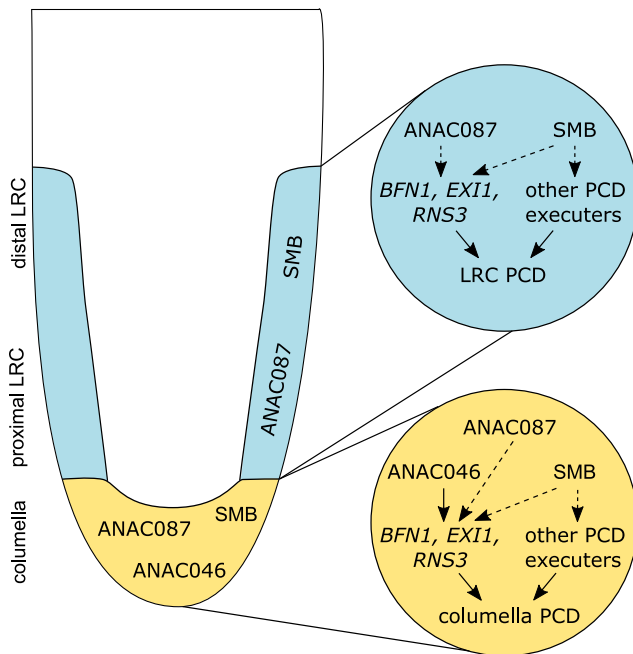 distal LRC
proximal LRC
columella
SMB
ANAC087
ANAC087
SMB
ANAC046
ANAC087 SMB
BFN1, EXI1, other PCD
RNS3 executers
LRC PCD
ANAC087
ANAC046 SMB
BFN1, EXI1, other PCD
RNS3 executers
columella PCD